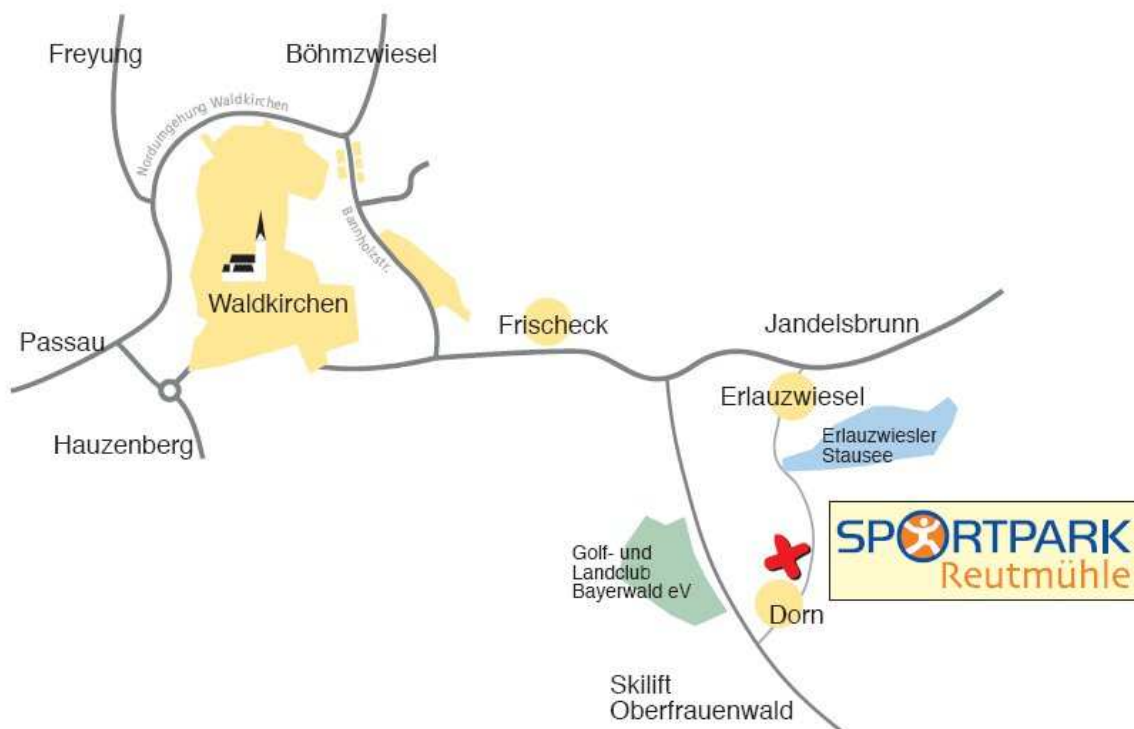 Freyung
Böhmzwiesel
Nordumgehung Waldkirchen
Bannholzstr.
Waldkirchen
Passau
Frischeck
Jandelsbrunn
Erlauzwiesel
Hauzenberg
Erlauzwiesler
Stausee
SPORTPARK
Reutmühle
Golf- und
Landclub
Bayerwald eV
Dorn
Skilift
Oberfrauenwald